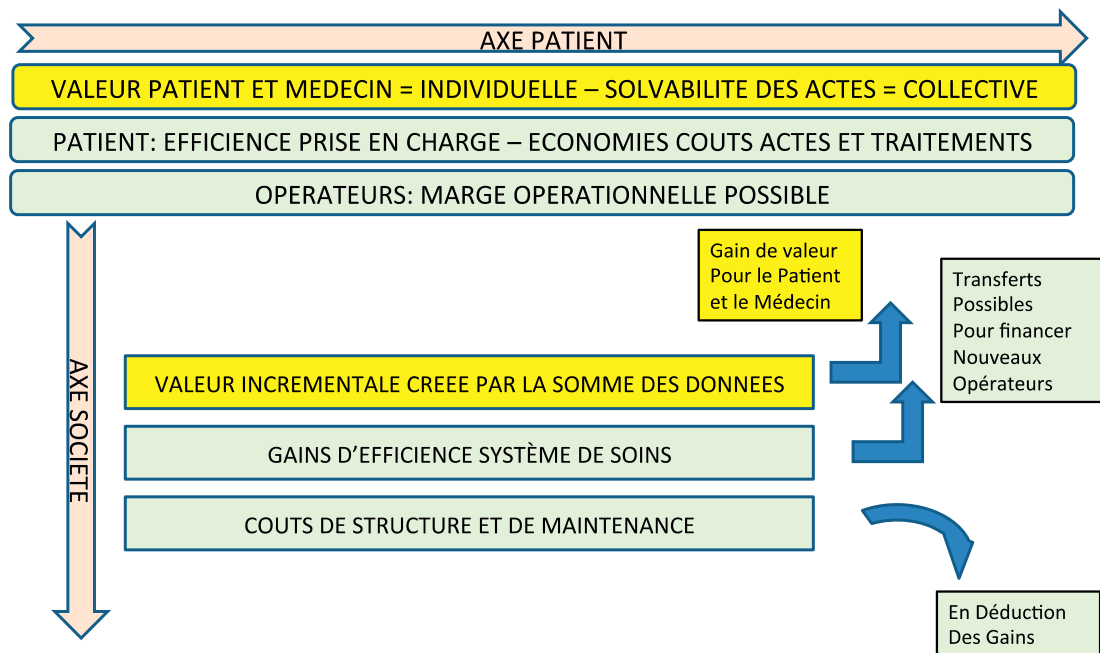 AXE PATIENT
VALEUR PATIENT ET MEDECIN = INDIVIDUELLE – SOLVABILITE DES ACTES = COLLECTIVE
PATIENT: EFFICIENCE PRISE EN CHARGE – ECONOMIES COUTS ACTES ET TRAITEMENTS
OPERATEURS: MARGE OPERATIONNELLE POSSIBLE
AXE SOCIETE
Gain de valeur
Pour le Patient
et le Médecin
Transferts
Possibles
Pour financer
Nouveaux
Opérateurs
VALEUR INCREMENTALE CREEE PAR LA SOMME DES DONNEES
GAINS D’EFFICIENCE SYSTÈME DE SOINS
COUTS DE STRUCTURE ET DE MAINTENANCE
En Déduction
Des Gains